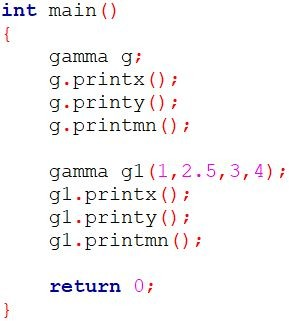 int main()
{
    gamma g;
    g.printx();
    g.printy();
    g.printmn();

    gamma g1(1,2.5,3,4);
    g1.printx();
    g1.printy();
    g1.printmn();

    return 0;
}